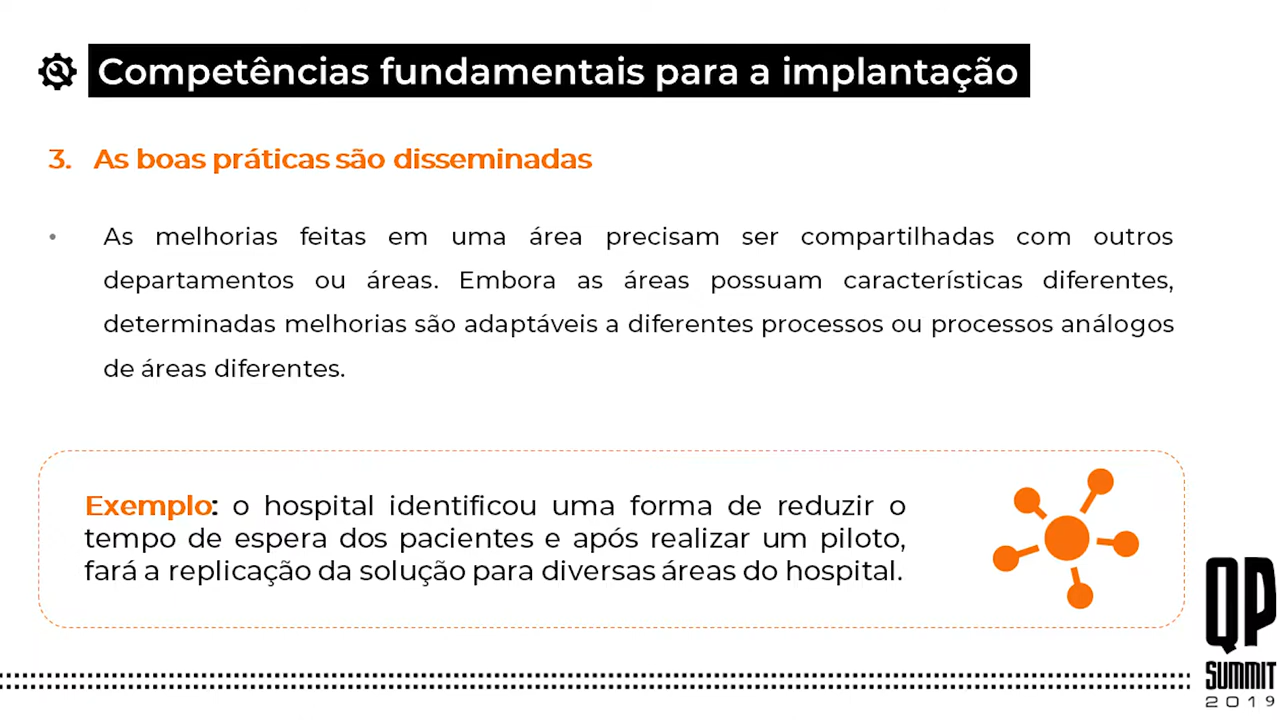 Competências fundamentais para a implantação
3. As boas práticas são disseminadas
• As melhorias feitas em uma área precisam ser compartilhadas com outros
departamentos ou áreas. Embora as áreas possuam características diferentes,
determinadas melhorias são adaptáveis a diferentes processos ou processos análogos
de áreas diferentes.
Exemplo: o hospital identificou uma forma de reduzir o
tempo de espera dos pacientes e após realizar um piloto,
fará a replicação da solução para diversas áreas do hospital.
QP
SUMMIT
2019